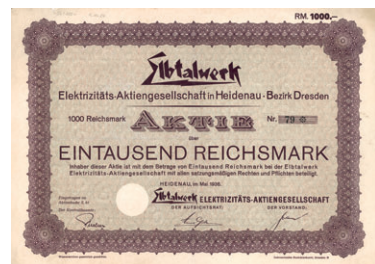 RM. 1000.—
Elbtalwerk
Elektrizitäts-Aktiengesellschaft in Heidenau-Bezirk Dresden
1000 Reichsmark AKTIE Nr.
über
EINTAUSEND REICHSMARK
Inhaber dieser Aktie ist mit dem Betrage von Eintausend Reichsmark bei der Elbtalwerk
Elektrizitäts-Aktiengesellschaft mit allen satzungsmäßigen Rechten und Pflichten beteiligt.
HEIDENAU, im Mai
Elbtalwerk ELEKTRIZITÄTS-AKTIENGESELLSCHAFT
DER AUFSICHTSRAT: DER VORSTAND: